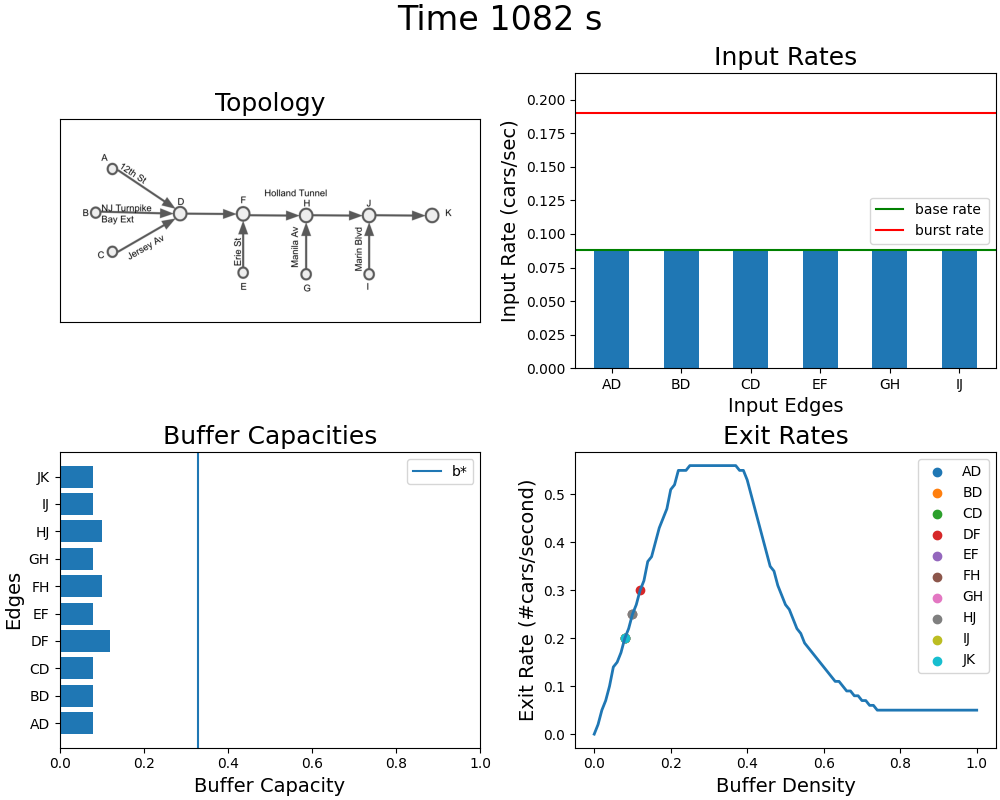 Time 1082 s
Topology
A
12th St
B
NJ Turnpike
Bay Ext
C
Jersey Av
D
F
Holland Tunnel
H
J
K
Erie St
Manila Av
Marin Blvd
E
G
I
Input Rates
Input Rate (cars/sec)
0.200
0.175
0.150
0.125
0.100
0.075
0.050
0.025
0.000
base rate
burst rate
AD BD CD EF GH IJ
Input Edges
Buffer Capacities
Edges
JK
IJ
HJ
GH
FH
EF
DF
CD
BD
AD
b*
0.0 0.2 0.4 0.6 0.8 1.0
Buffer Capacity
Exit Rates
Exit Rate (#cars/second)
0.5
0.4
0.3
0.2
0.1
0.0
AD
BD
CD
DF
EF
FH
GH
HJ
IJ
JK
0.0 0.2 0.4 0.6 0.8 1.0
Buffer Density